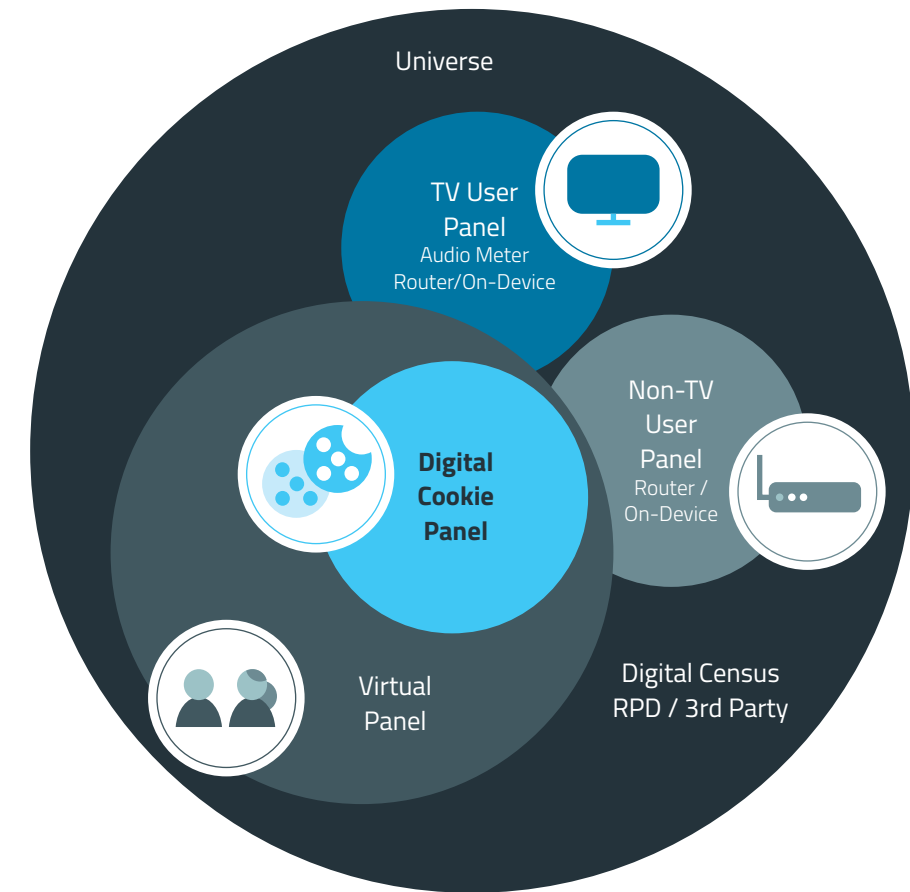 Universe
TV User
Panel
Audio Meter
Router/On-Device
Non-TV
User
Panel
Router /
On-Device
Digital
Cookie
Panel
Virtual
Panel
Digital Census
RPD / 3rd Party